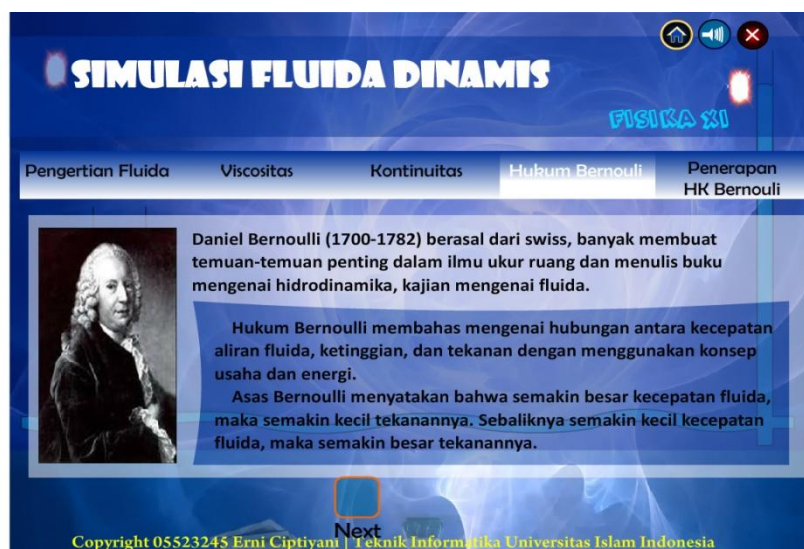 SIMULASI FLUIDA DINAMIS
FISIKA XI
Pengertian Fluida
Viscositas
Kontinuitas
Hukum Bernouli
Penerapan
HK Bernouli
Daniel Bernoulli (1700-1782) berasal dari swiss, banyak membuat
temuan-temuan penting dalam ilmu ukur ruang dan menulis buku
mengenai hidrodinamika, kajian mengenai fluida.
Hukum Bernoulli membahas mengenai hubungan antara kecepatan
aliran fluida, ketinggian, dan tekanan dengan menggunakan konsep
usaha dan energi.
Asas Bernoulli menyatakan bahwa semakin besar kecepatan fluida,
maka semakin kecil tekanannya. Sebaliknya semakin kecil kecepatan
fluida, maka semakin besar tekanannya.
Next
Copyright 05523245 Erni Ciptiyani | Teknik Informatika Universitas Islam Indonesia